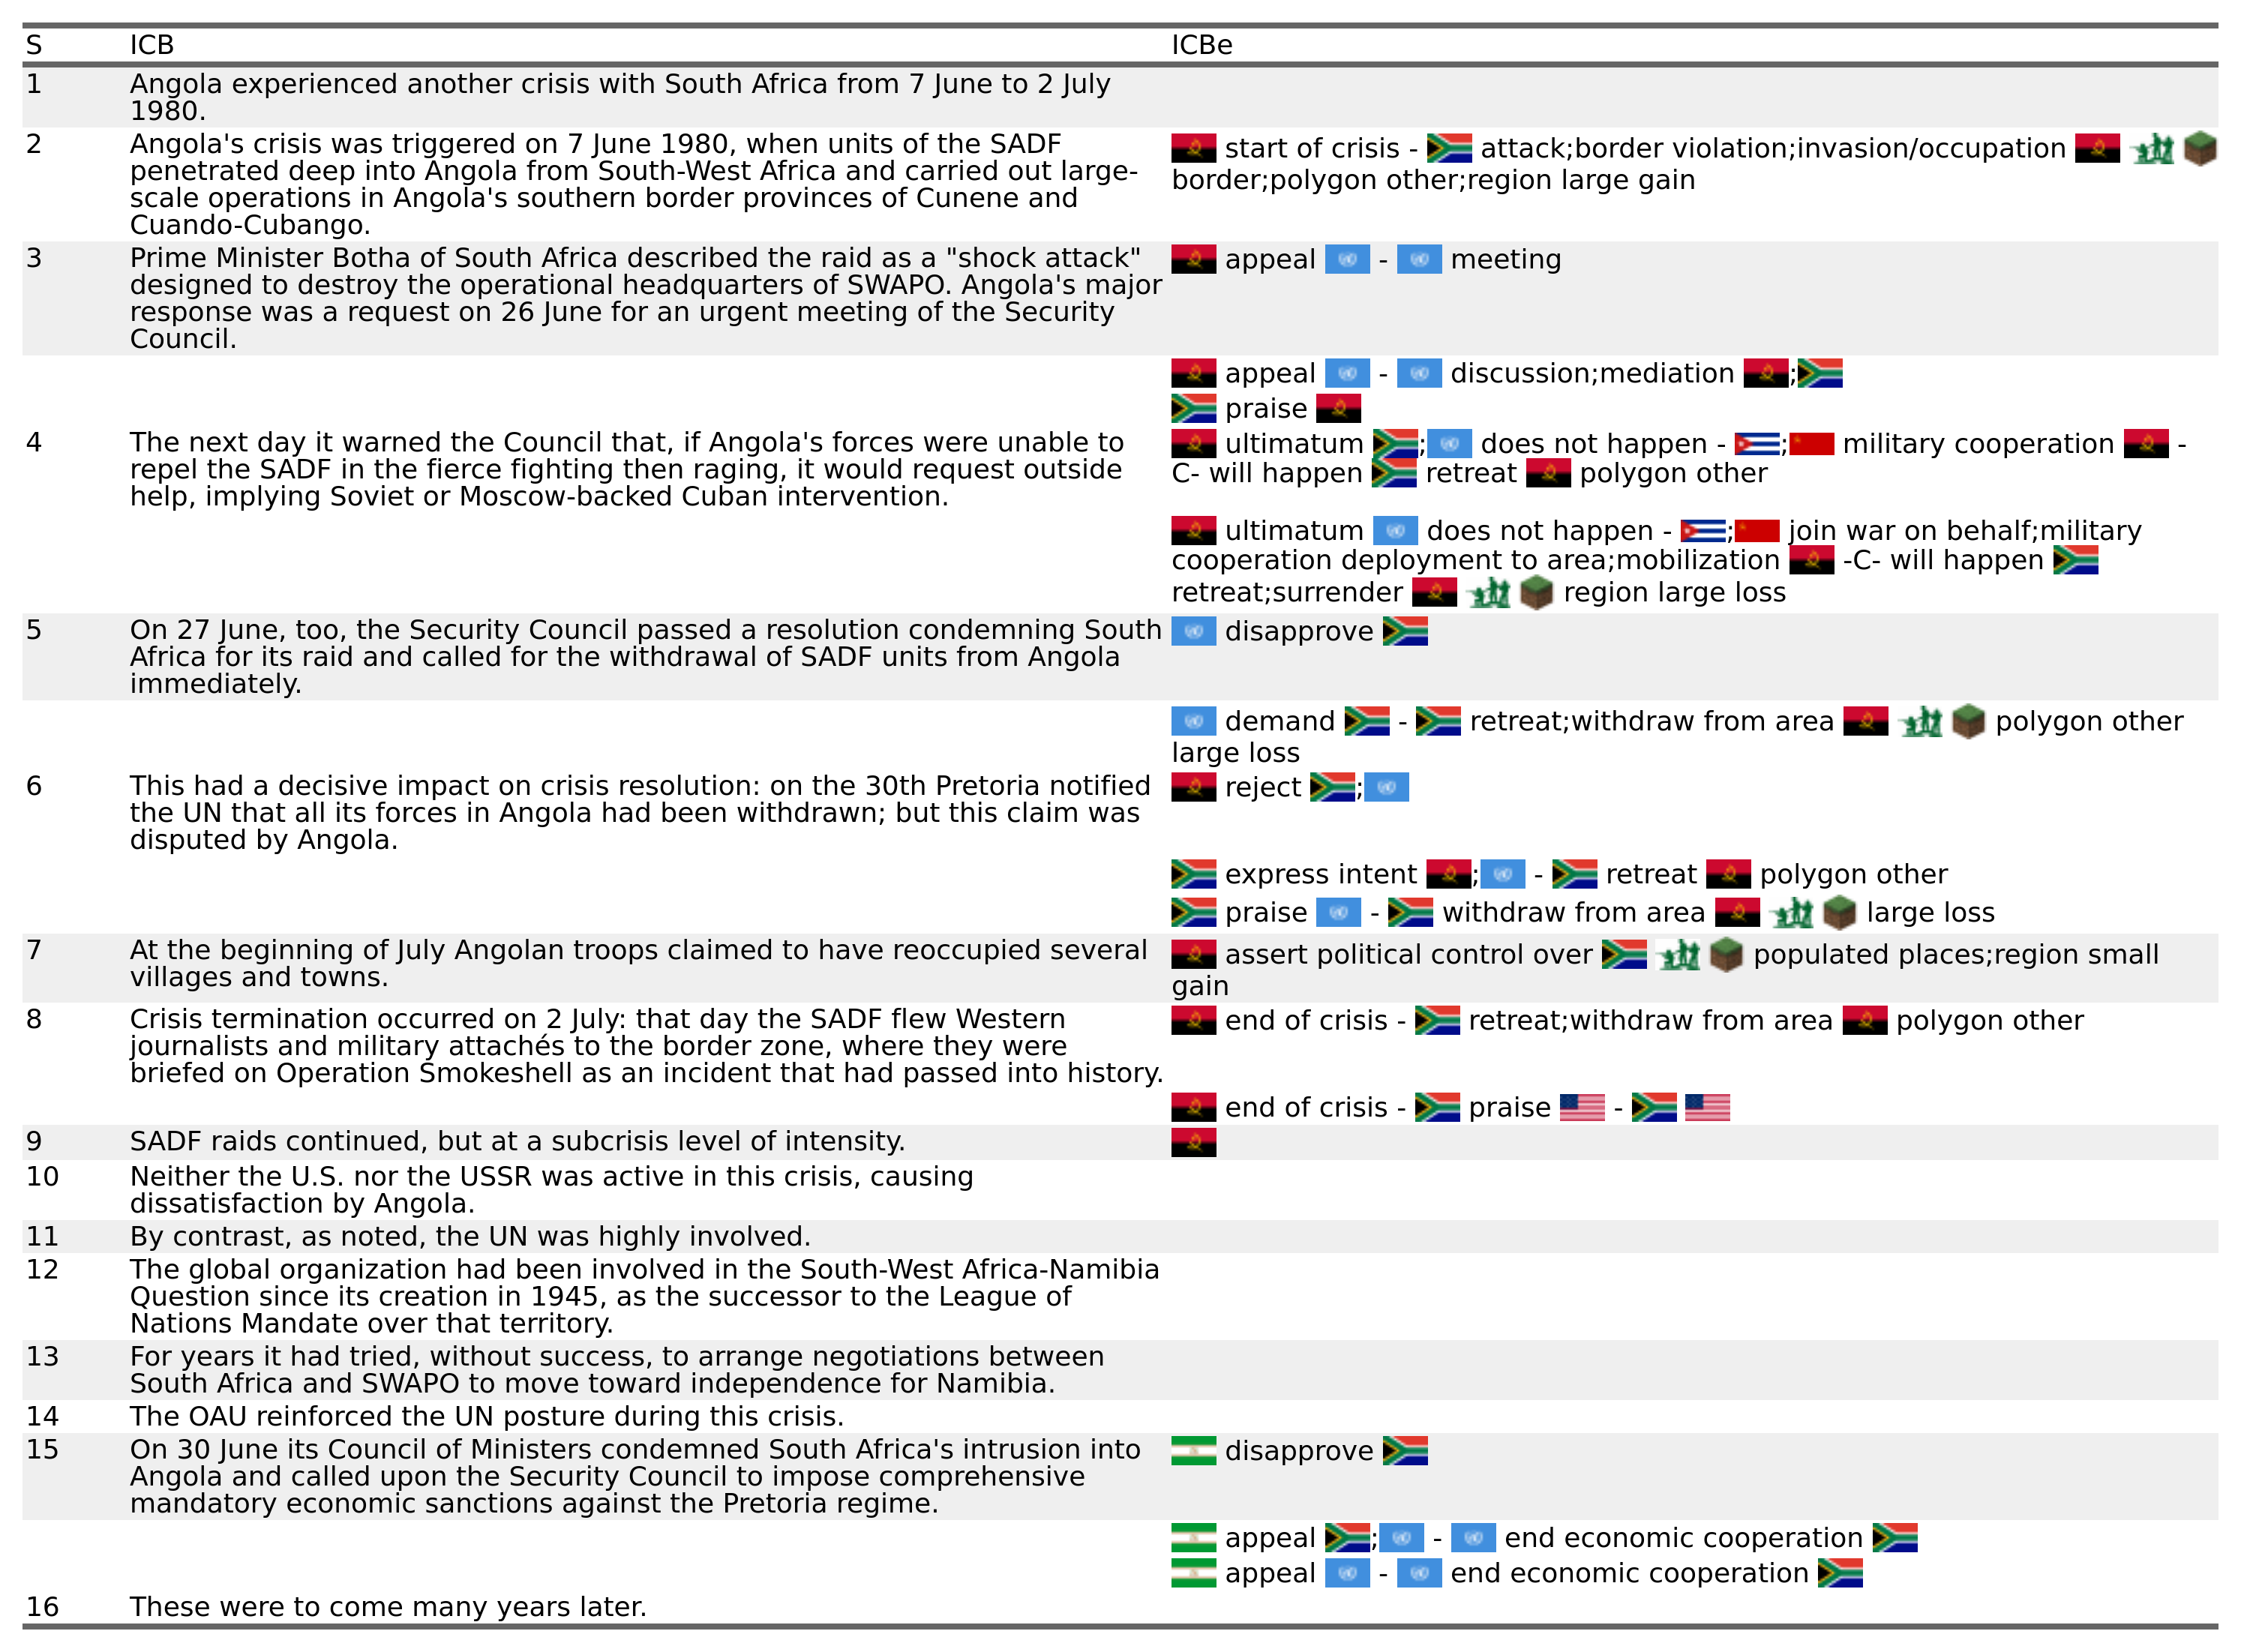 S ICB ICBe
1 Angola experienced another crisis with South Africa from 7 June to 2 July
1980.
2 Angola's crisis was triggered on 7 June 1980, when units of the SADF
penetrated deep into Angola from South-West Africa and carried out large-
scale operations in Angola's southern border provinces of Cunene and
Cuando-Cubango.
start of crisis - attack;border violation;invasion/occupation
border;polygon other;region large gain
3 Prime Minister Botha of South Africa described the raid as a "shock attack"
designed to destroy the operational headquarters of SWAPO. Angola's major
response was a request on 26 June for an urgent meeting of the Security
Council.
appeal - meeting
appeal - discussion;mediation ;
praise
4 The next day it warned the Council that, if Angola's forces were unable to
repel the SADF in the fierce fighting then raging, it would request outside
help, implying Soviet or Moscow-backed Cuban intervention.
ultimatum ; does not happen - ; military cooperation -
C- will happen retreat polygon other
ultimatum does not happen - ; join war on behalf;military
cooperation deployment to area;mobilization -C- will happen
retreat;surrender region large loss
5 On 27 June, too, the Security Council passed a resolution condemning South
Africa for its raid and called for the withdrawal of SADF units from Angola
immediately.
disapprove
demand - retreat;withdraw from area polygon other
large loss
6 This had a decisive impact on crisis resolution: on the 30th Pretoria notified
the UN that all its forces in Angola had been withdrawn; but this claim was
disputed by Angola.
reject ;
express intent ; - retreat polygon other
praise - withdraw from area large loss
7 At the beginning of July Angolan troops claimed to have reoccupied several
villages and towns.
assert political control over populated places;region small
gain
8 Crisis termination occurred on 2 July: that day the SADF flew Western
journalists and military attachés to the border zone, where they were
briefed on Operation Smokeshell as an incident that had passed into history.
end of crisis - retreat;withdraw from area polygon other
end of crisis - praise -
9 SADF raids continued, but at a subcrisis level of intensity.
10 Neither the U.S. nor the USSR was active in this crisis, causing
dissatisfaction by Angola.
11 By contrast, as noted, the UN was highly involved.
12 The global organization had been involved in the South-West Africa-Namibia
Question since its creation in 1945, as the successor to the League of
Nations Mandate over that territory.
13 For years it had tried, without success, to arrange negotiations between
South Africa and SWAPO to move toward independence for Namibia.
14 The OAU reinforced the UN posture during this crisis.
15 On 30 June its Council of Ministers condemned South Africa's intrusion into
Angola and called upon the Security Council to impose comprehensive
mandatory economic sanctions against the Pretoria regime.
disapprove
appeal ; - end economic cooperation
appeal - end economic cooperation
16 These were to come many years later.